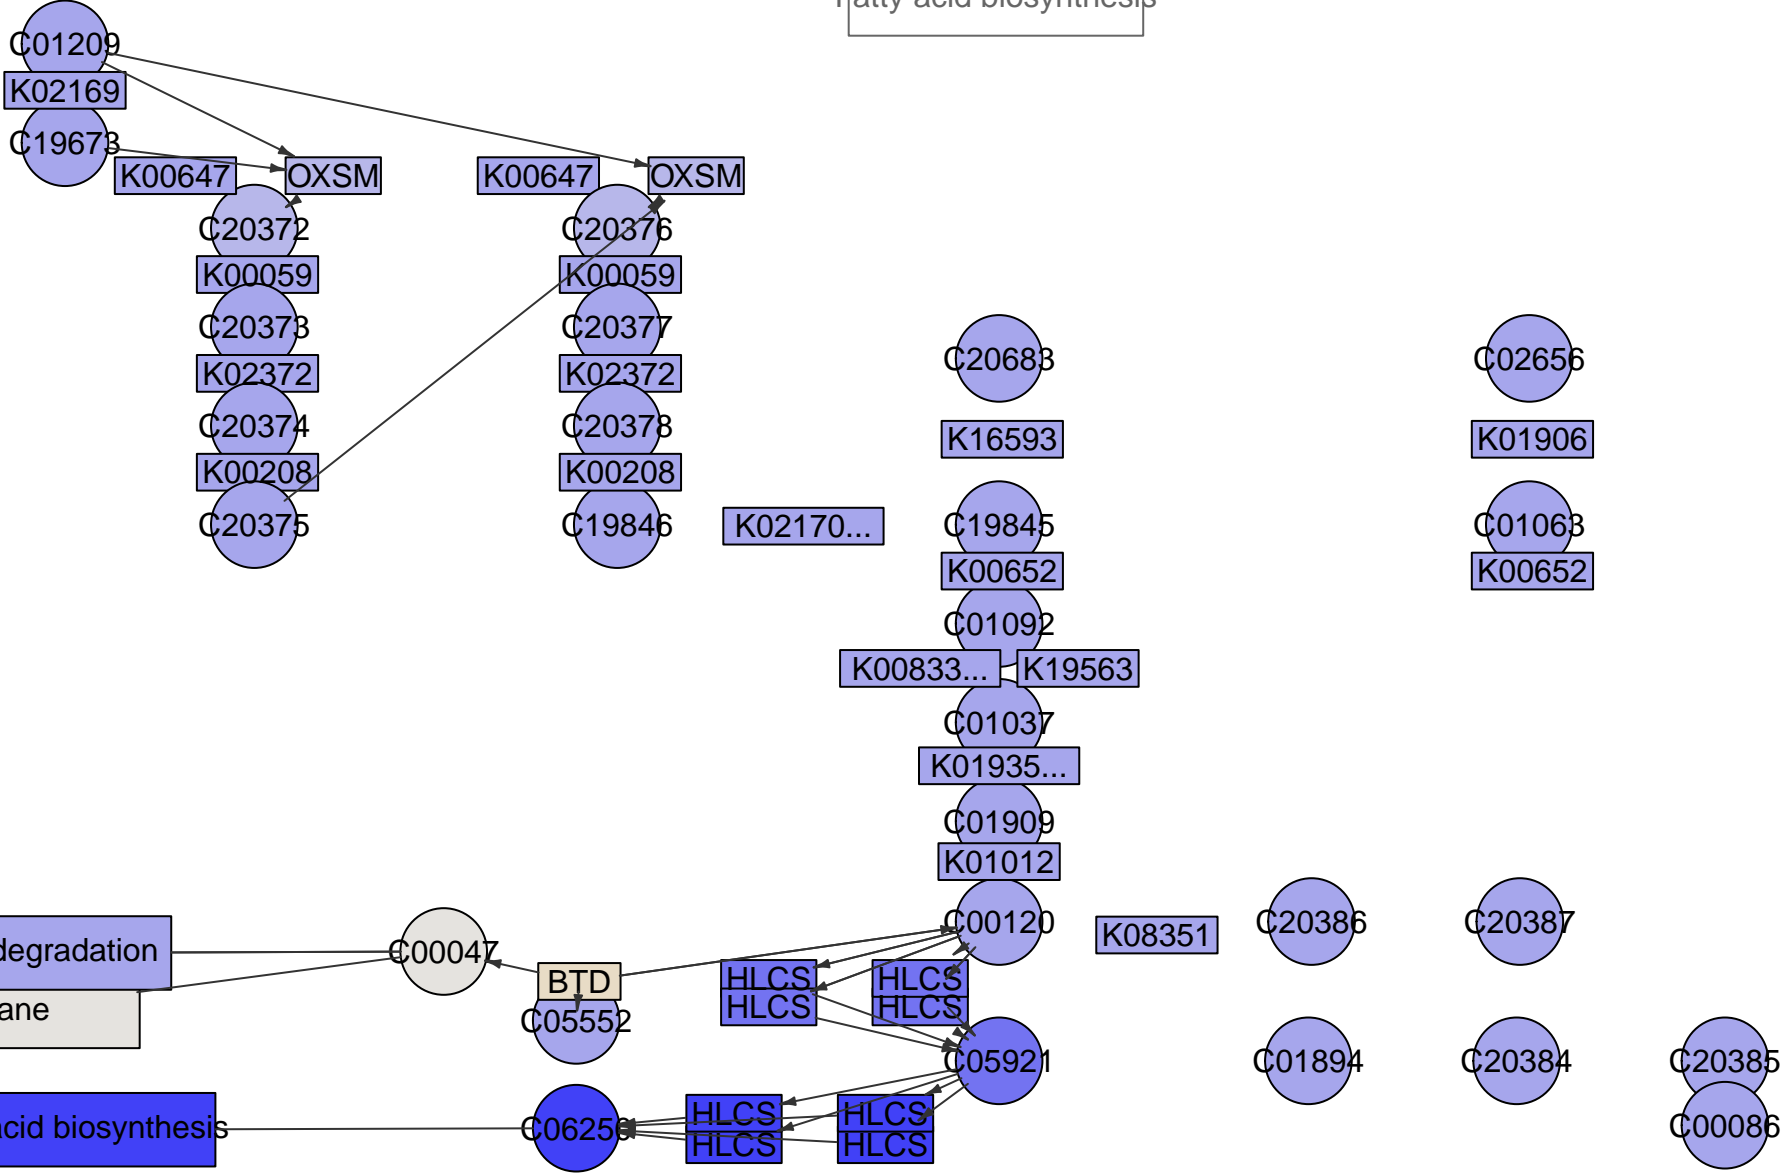 Fatty acid biosynthesis
C01209
K02169
C19673
K00647
OXSM
K00647
OXSM
C20372
C20376
K00059
K00059
C20373
C20377
C20683
C02656
K02372
K02372
C20374
C20378
K16593
K01906
K00208
K00208
C20375
C19846
K02170...
C19845
C01063
K00652
K00652
C01092
K00833...
K19563
C01037
K01935...
C01909
K01012
C00120
K08351
C20386
C20387
degradation
C00047
BTD
HLCS
HLCS
HLCS
HLCS
ane
C05552
C05921
C01894
C20384
C20385
acid biosynthesis
C06250
HLCS
HLCS
HLCS
HLCS
C00086